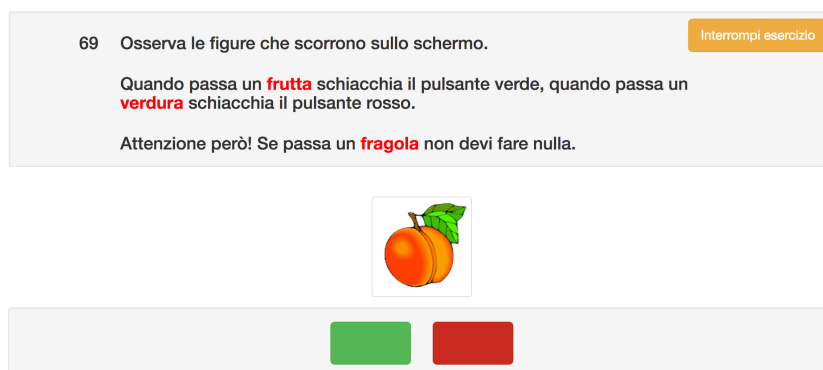 Interrompi esercizio
69 Osserva le figure che scorrono sullo schermo.
Quando passa un frutta schiacchia il pulsante verde, quando passa un
verdura schiacchia il pulsante rosso.
Attenzione però! Se passa un fragola non devi fare nulla.